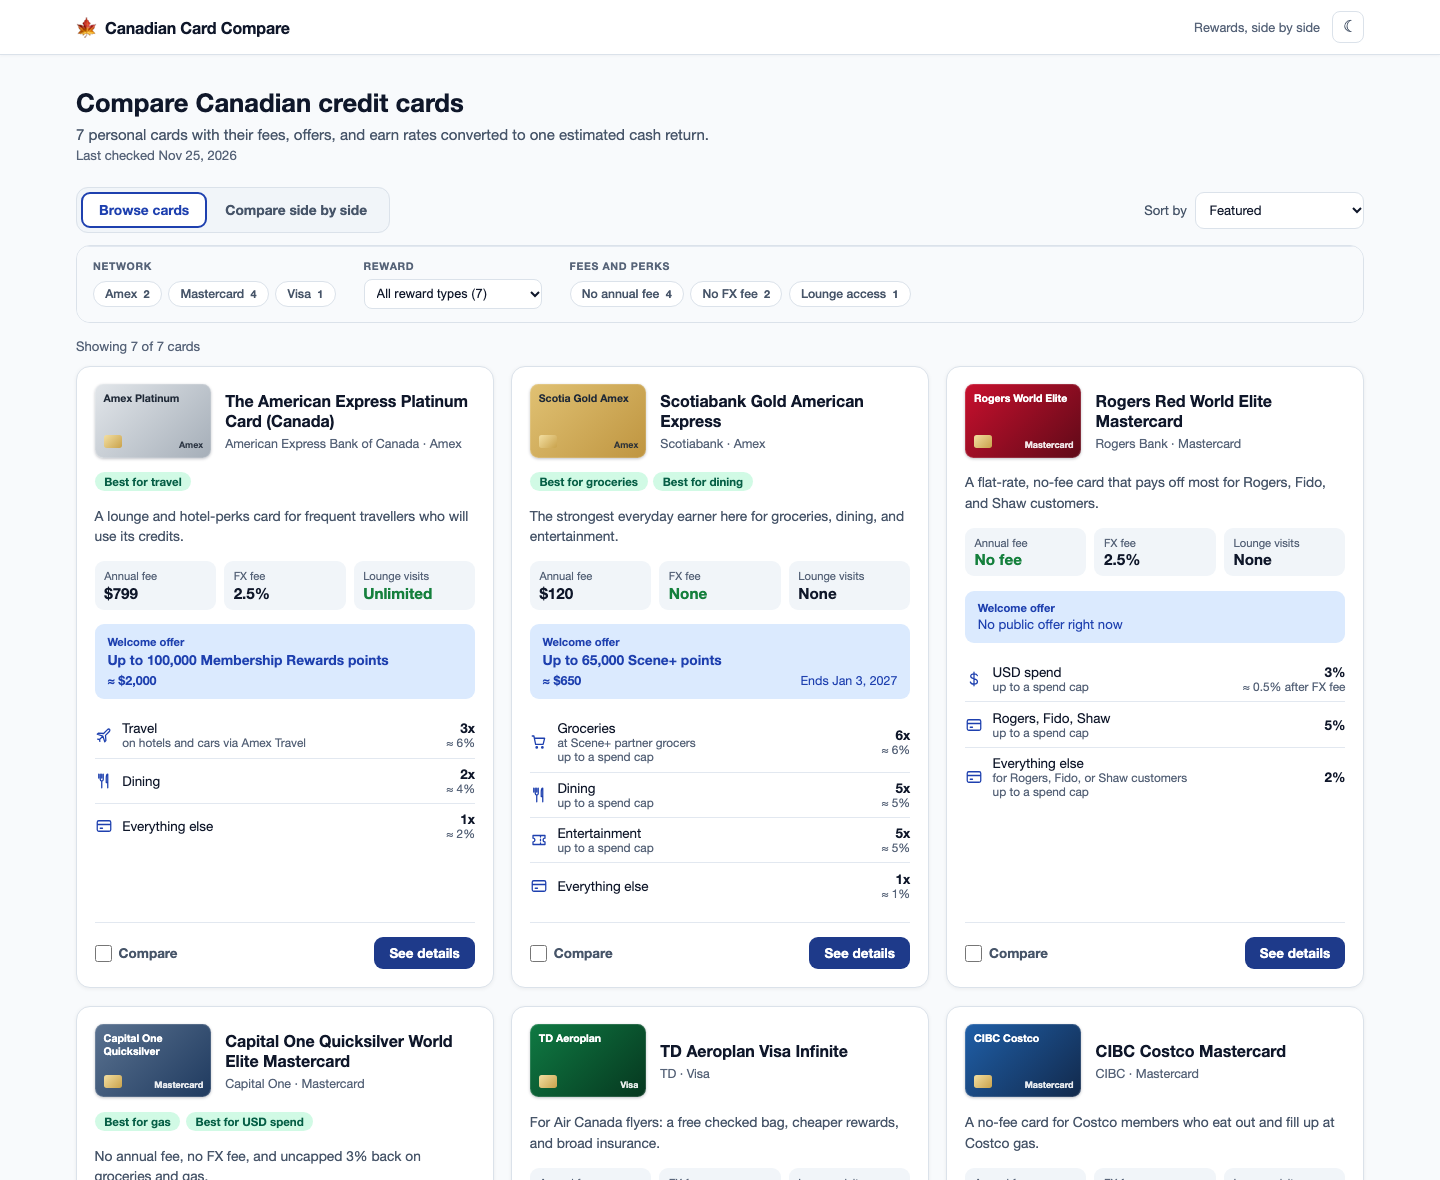 Canadian Card Compare
Rewards, side by side
Compare Canadian credit cards
7 personal cards with their fees, offers, and earn rates converted to one estimated cash return.
Last checked Nov 25, 2026
Browse cards
Compare side by side
Sort by
Featured
NETWORK
Amex 2
Mastercard 4
Visa 1
REWARD
All reward types (7)
FEES AND PERKS
No annual fee 4
No FX fee 2
Lounge access 1
Showing 7 of 7 cards
Amex Platinum
Amex
The American Express Platinum
Card (Canada)
American Express Bank of Canada · Amex
Best for travel
A lounge and hotel-perks card for frequent travellers who will
use its credits.
Annual fee
$799
FX fee
2.5%
Lounge visits
Unlimited
Welcome offer
Up to 100,000 Membership Rewards points
≈ $2,000
Travel
on hotels and cars via Amex Travel
3x
≈ 6%
Dining
2x
≈ 4%
Everything else
1x
≈ 2%
Compare
See details
Scotia Gold Amex
Amex
Scotiabank Gold American
Express
Scotiabank · Amex
Best for groceries
Best for dining
The strongest everyday earner here for groceries, dining, and
entertainment.
Annual fee
$120
FX fee
None
Lounge visits
None
Welcome offer
Up to 65,000 Scene+ points
≈ $650
Ends Jan 3, 2027
Groceries
at Scene+ partner grocers
up to a spend cap
6x
≈ 6%
Dining
up to a spend cap
5x
≈ 5%
Entertainment
up to a spend cap
5x
≈ 5%
Everything else
1x
≈ 1%
Compare
See details
Rogers World Elite
Mastercard
Rogers Red World Elite
Mastercard
Rogers Bank · Mastercard
A flat-rate, no-fee card that pays off most for Rogers, Fido,
and Shaw customers.
Annual fee
No fee
FX fee
2.5%
Lounge visits
None
Welcome offer
No public offer right now
USD spend
up to a spend cap
3%
≈ 0.5% after FX fee
Rogers, Fido, Shaw
up to a spend cap
5%
Everything else
for Rogers, Fido, or Shaw customers
up to a spend cap
2%
Compare
See details
Capital One
Quicksilver
Mastercard
Capital One Quicksilver World
Elite Mastercard
Capital One · Mastercard
Best for gas
Best for USD spend
No annual fee, no FX fee, and uncapped 3% back on
groceries and gas.
TD Aeroplan
Visa
TD Aeroplan Visa Infinite
TD · Visa
For Air Canada flyers: a free checked bag, cheaper rewards,
and broad insurance.
CIBC Costco
Mastercard
CIBC Costco Mastercard
CIBC · Mastercard
A no-fee card for Costco members who eat out and fill up at
Costco gas.